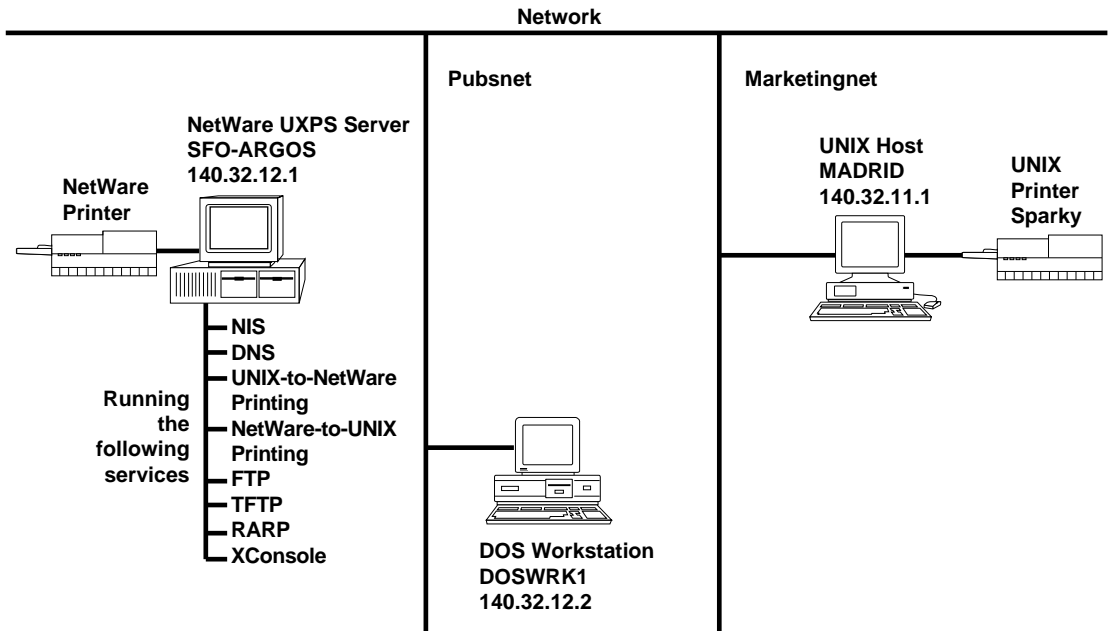 Network
NetWare UXPS Server
SFO-ARGOS
140.32.12.1
NetWare
Printer
Running
the
following
services
NIS
DNS
UNIX-to-NetWare
Printing
NetWare-to-UNIX
Printing
FTP
TFTP
RARP
XConsole
Pubsnet
DOS Workstation
DOSWRK1
140.32.12.2
Marketingnet
UNIX Host
MADRID
140.32.11.1
UNIX
Printer
Sparky